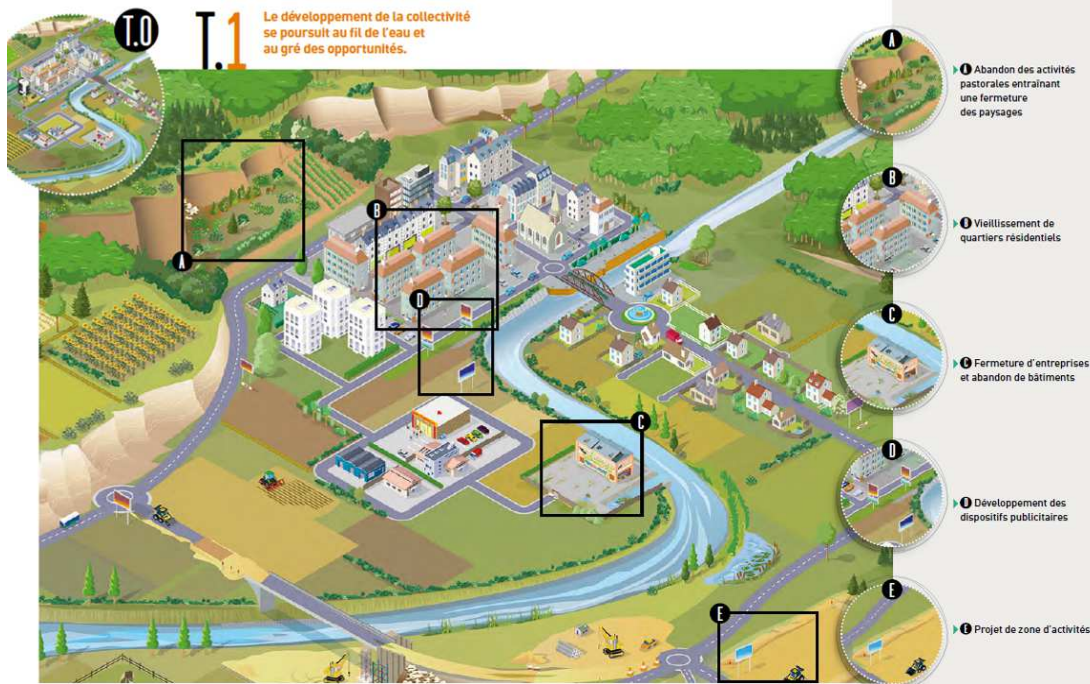 T.0
T.1
Le développement de la collectivité
se poursuit au fil de l'eau et
au gré des opportunités.
A
A Abandon des activités
pastorales entraînant
une fermeture
des paysages
B
B Vieillissement de
quartiers résidentiels
C
C Fermeture d'entreprises
et abandon de bâtiments
D
D Développement des
dispositifs publicitaires
E
E Projet de zone d'activités
A
B
D
C
E